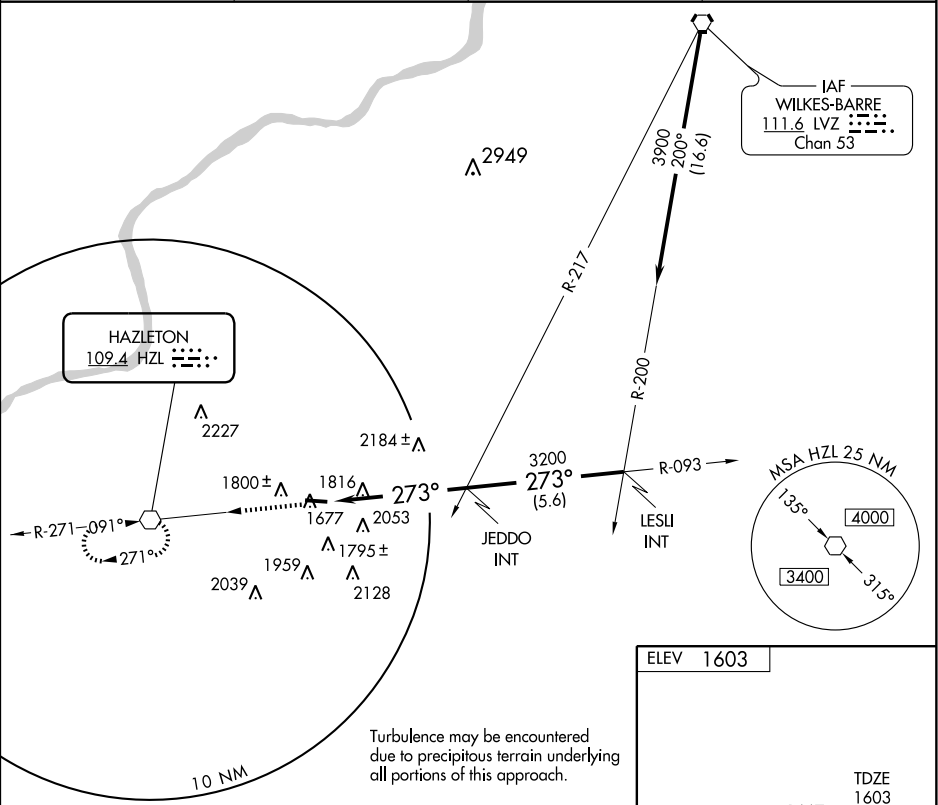 IAF
WILKES-BARRE
111.6 LVZ
Chan 53
3900
200°
(16.6)
2949
R-217
HAZLETON
109.4 HZL
R-200
2227
2184 ±
MSA HZL 25 NM
3200
273°
(5.6)
R-093
1800 ±
1816
273°
135°
4000
1677
2053
JEDDO
INT
LESLI
INT
R-271
091°
271°
1795 ±
1959
2128
2039
3400
315°
ELEV 1603
Turbulence may be encountered
due to precipitous terrain underlying
all portions of this approach.
10 NM
TDZE
1603